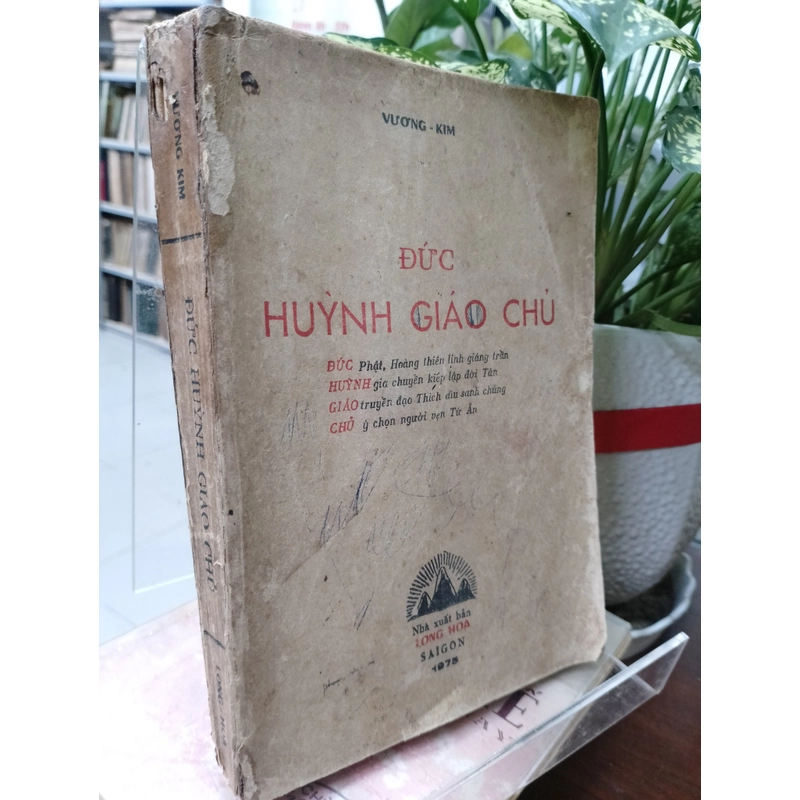 VƯƠNG - KIM
ĐỨC
HUỲNH GIÁO CHỦ
ĐỨC Phật, Hoàng thiên lịnh giáng trần
HUỲNH gia chuyển kiếp lập đời Tân
GIÁO truyền đạo Thích dìu sanh chúng
CHỦ ý chọn người vẹn Tứ Ân
Nhà xuất bản
LONG HOA
SAIGON
1975
VƯƠNG KIM
ĐỨC HUỲNH GIÁO CHỦ